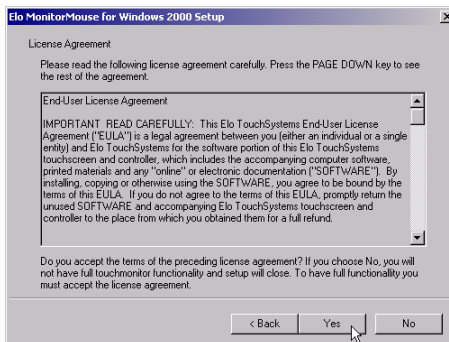 Elo MonitorMouse for Windows 2000 Setup
License Agreement
Please read the following license agreement carefully. Press the PAGE DOWN key to see
the rest of the agreement.
End-User License Agreement
IMPORTANT  READ CAREFULLY:  This Elo TouchSystems End-User License
Agreement ("EULA") is a legal agreement between you (either an individual or a single
entity) and Elo TouchSystems for the software portion of this Elo TouchSystems
touchscreen and controller, which includes the accompanying computer software,
printed materials and any "online" or electronic documentation ("SOFTWARE").  By
installing, copying or otherwise using the SOFTWARE, you agree to be bound by the
terms of this EULA.  If you do not agree to the terms of this EULA, promptly return the
unused SOFTWARE and accompanying Elo TouchSystems touchscreen and
controller to the place from which you obtained them for a full refund.
Do you accept the terms of the preceding license agreement? If you choose No, you will
not have full touchmonitor functionality and setup will close. To have full functionallity you
must accept the license agreement.
< Back
Yes
No